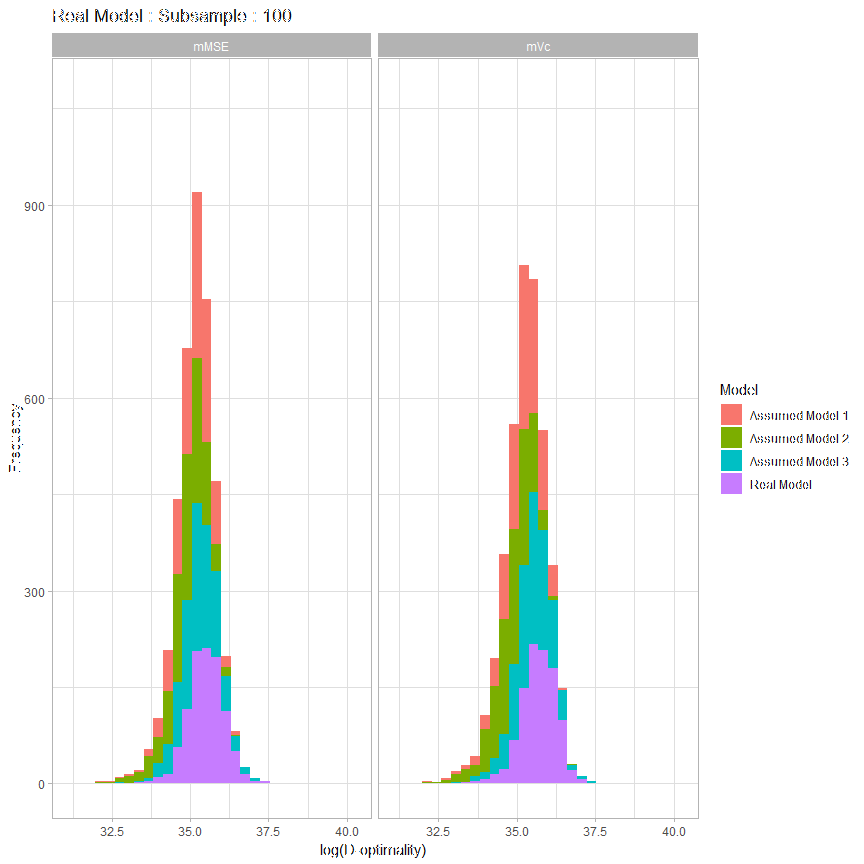 Real Model : Subsample : 100
mMSE
mVc
900
600
300
0
Frequency
32.5 35.0 37.5 40.0
32.5 35.0 37.5 40.0
log(D-optimality)
Model
Assumed Model 1
Assumed Model 2
Assumed Model 3
Real Model